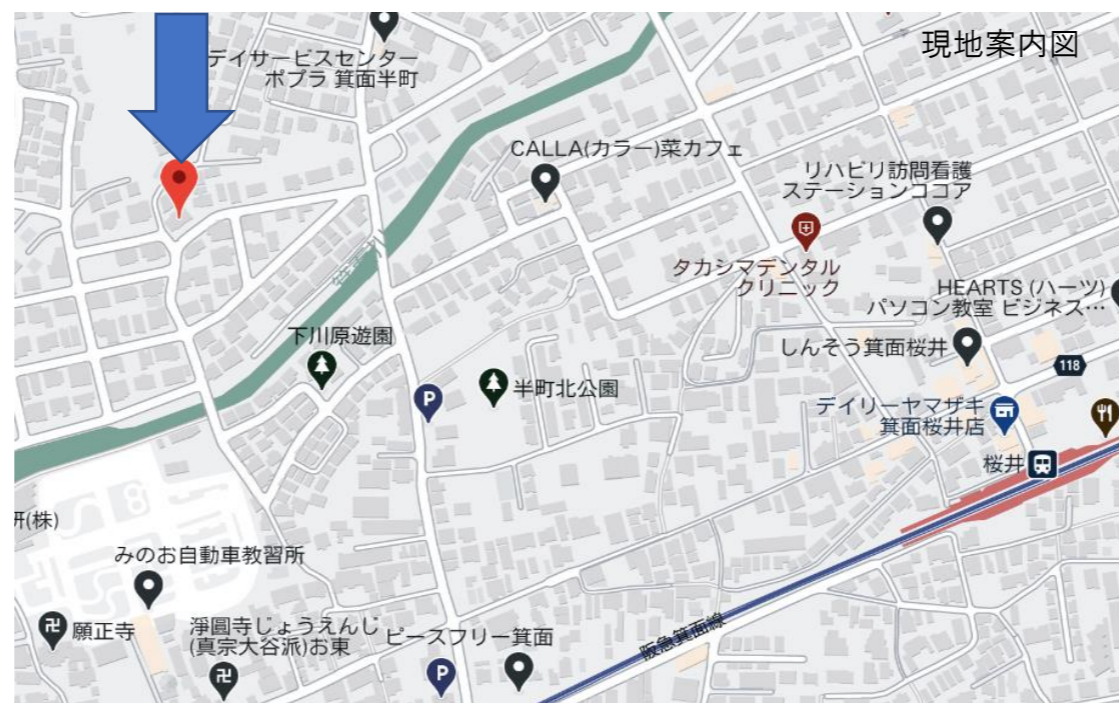 現地案内図
デイサービスセンター
ポプラ 箕面半町
CALLA(カラー)菜カフェ
リハビリ訪問看護
ステーションココア
タカシマデンタル
クリニック
HEARTS (ハーツ)
パソコン教室 ビジネス…
下川原遊園
しんそう箕面桜井
118
P
半町北公園
デイリーヤマザキ
箕面桜井店
桜井
研(株)
みのお自動車教習所
願正寺
淨圓寺じょうえんじ
(真宗大谷派)お東
ピースフリー箕面
P
阪急箕面線